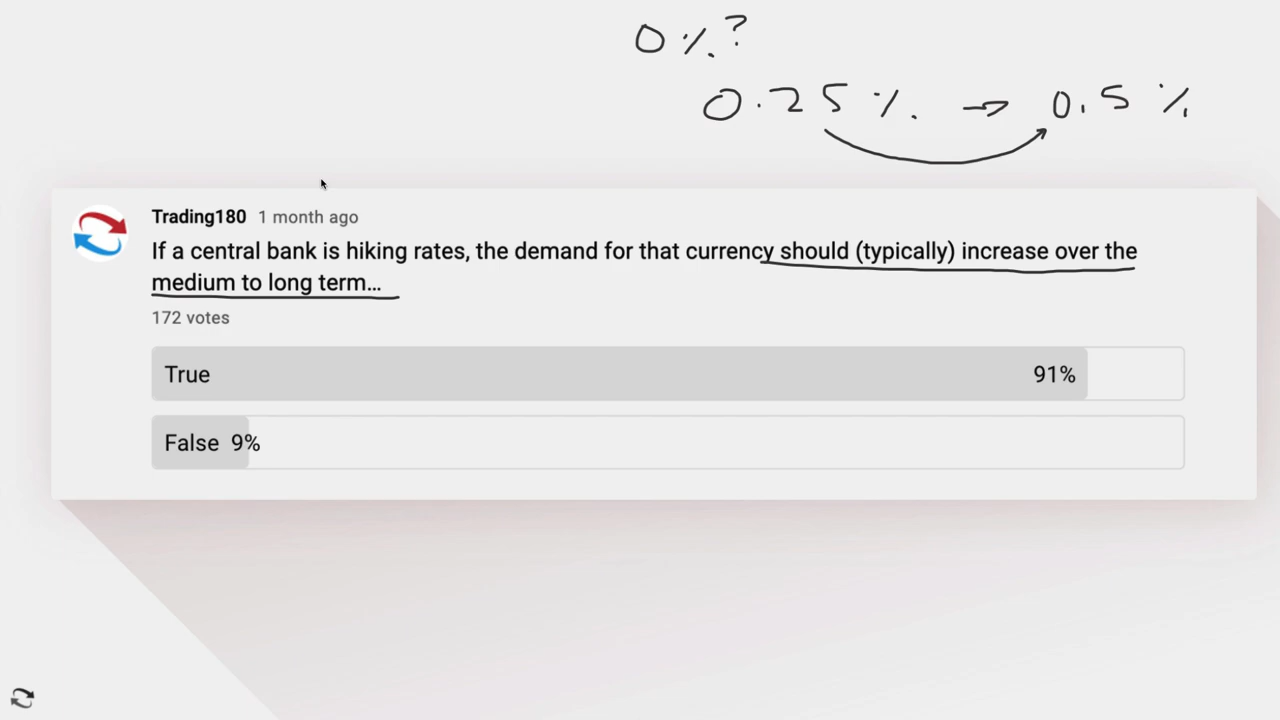 0%?
0.25% → 0.5%
Trading180 1 month ago
If a central bank is hiking rates, the demand for that currency should (typically) increase over the
medium to long term...
172 votes
True 91%
False 9%